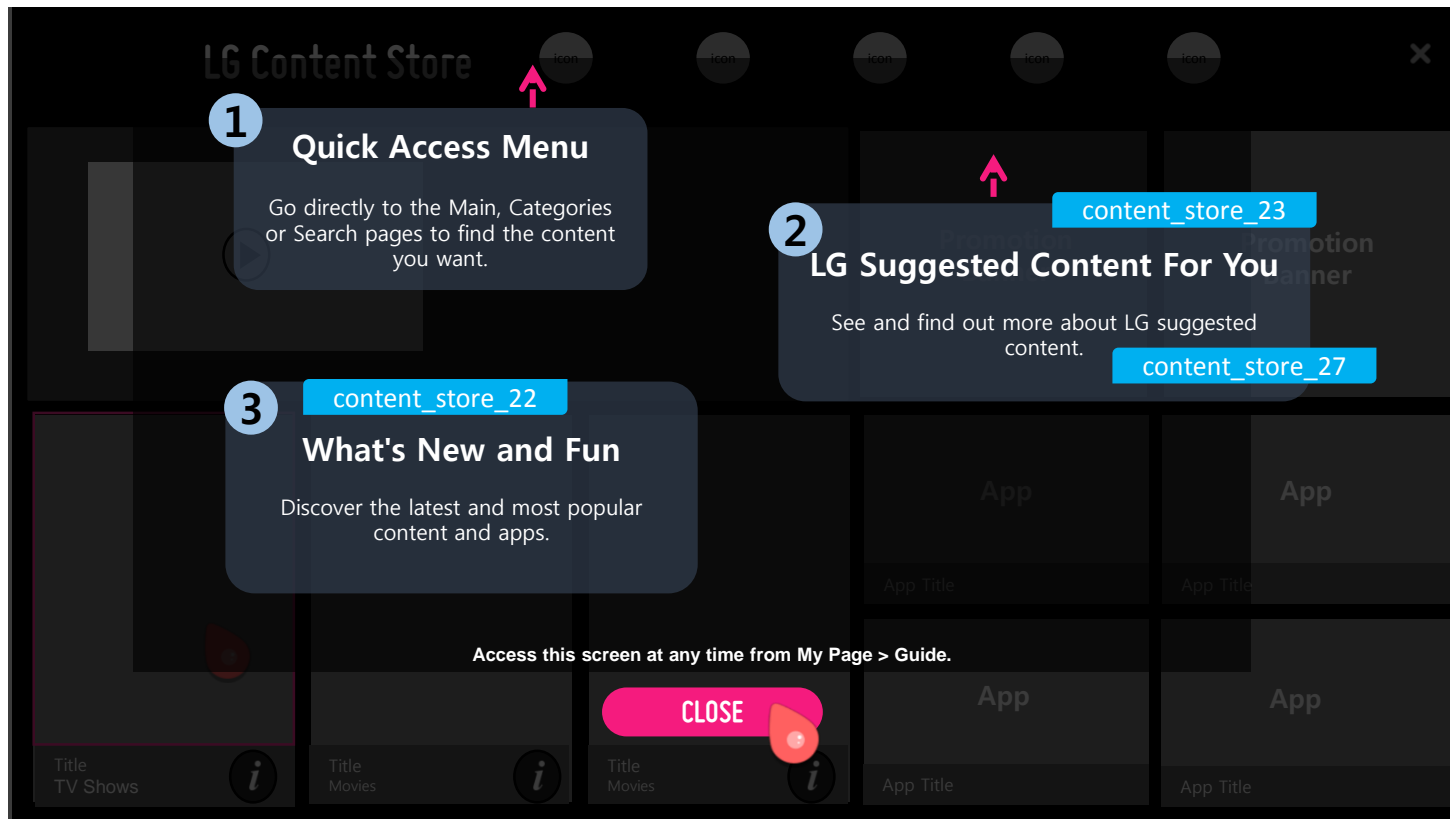 LG Content Store
icon
icon
icon
icon
icon
1
Quick Access Menu
Go directly to the Main, Categories
or Search pages to find the content
you want.
content_store_23
2
Promotion
LG Suggested Content For You
See and find out more about LG suggested
content.
content_store_27
Promotion
Banner
3
content_store_22
What's New and Fun
Discover the latest and most popular
content and apps.
App
App
App Title
App Title
Access this screen at any time from My Page > Guide.
CLOSE
App
App
Title
TV Shows
i
Title
Movies
i
Title
Movies
i
App Title
App Title